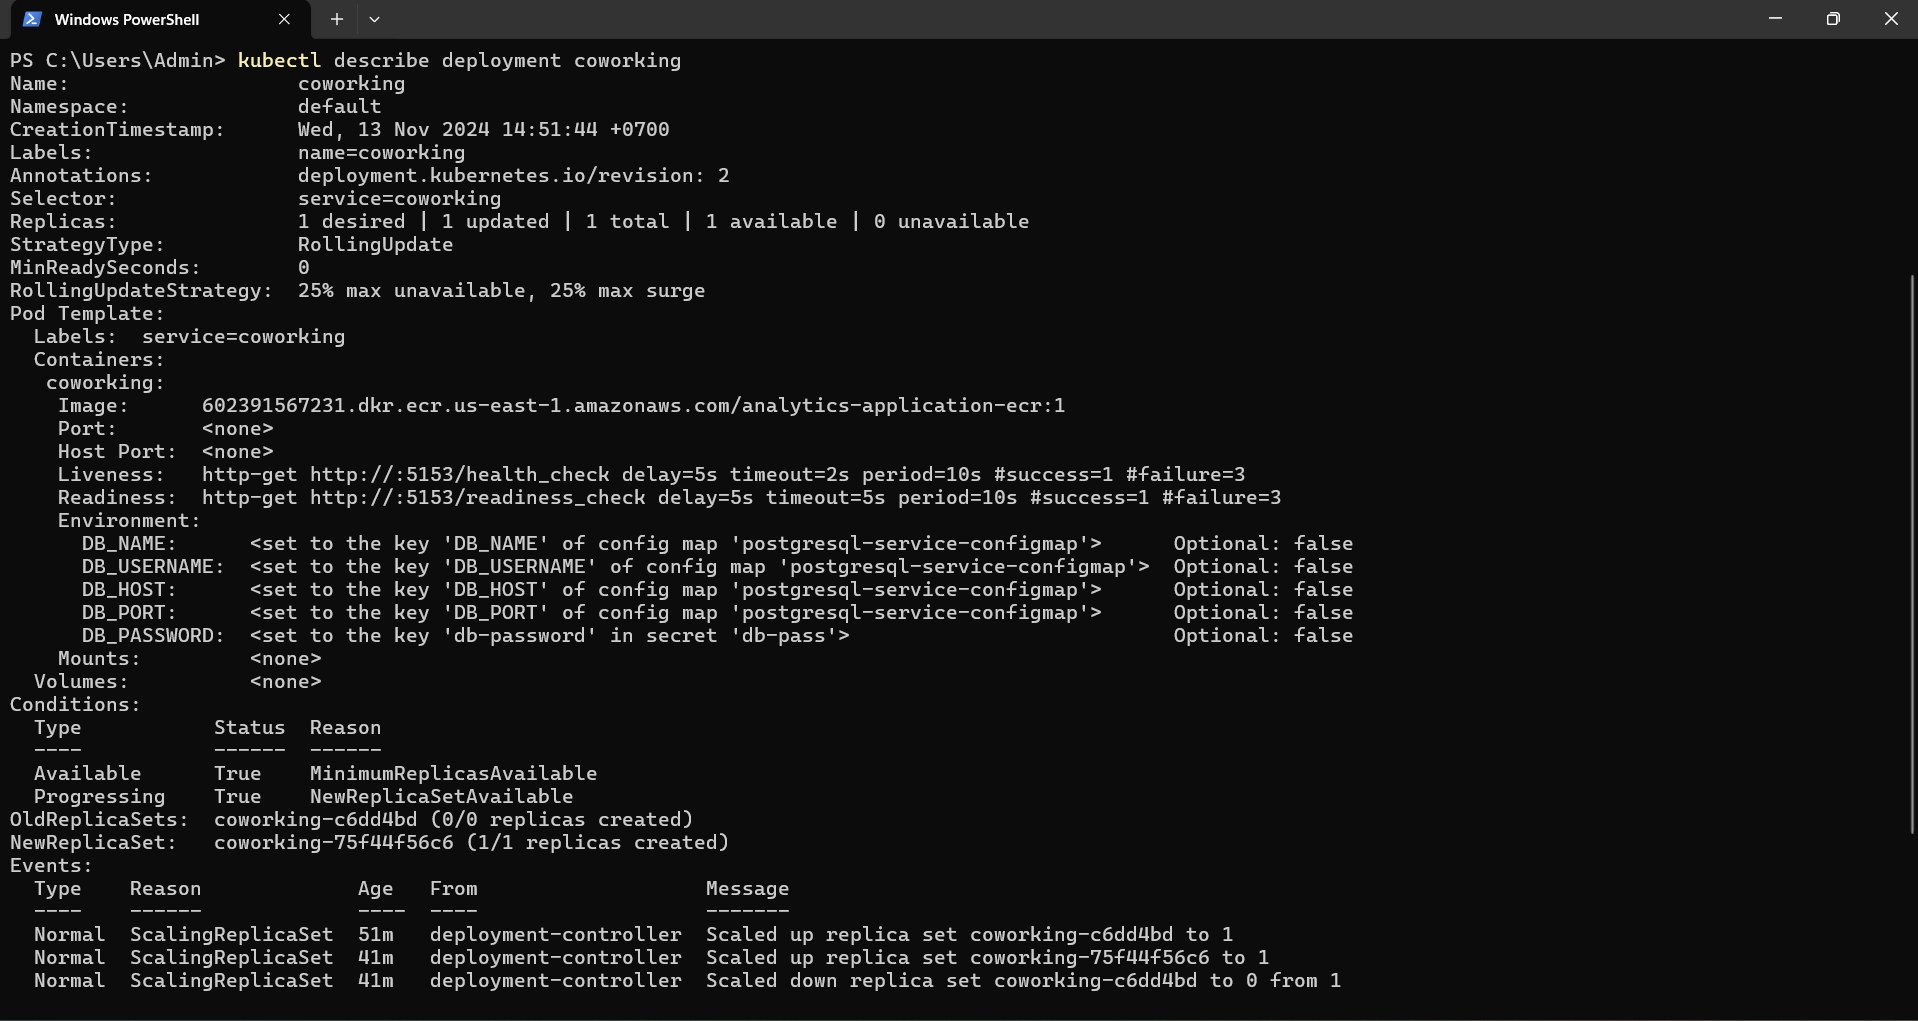 Windows PowerShell
PS C:\Users\Admin> kubectl describe deployment coworking
Name:                   coworking
Namespace:              default
CreationTimestamp:      Wed, 13 Nov 2024 14:51:44 +0700
Labels:                 name=coworking
Annotations:            deployment.kubernetes.io/revision: 2
Selector:               service=coworking
Replicas:               1 desired | 1 updated | 1 total | 1 available | 0 unavailable
StrategyType:           RollingUpdate
MinReadySeconds:        0
RollingUpdateStrategy:  25% max unavailable, 25% max surge
Pod Template:
  Labels:  service=coworking
  Containers:
   coworking:
    Image:      602391567231.dkr.ecr.us-east-1.amazonaws.com/analytics-application-ecr:1
    Port:       <none>
    Host Port:  <none>
    Liveness:   http-get http://:5153/health_check delay=5s timeout=2s period=10s #success=1 #failure=3
    Readiness:  http-get http://:5153/readiness_check delay=5s timeout=5s period=10s #success=1 #failure=3
    Environment:
      DB_NAME:      <set to the key 'DB_NAME' of config map 'postgresql-service-configmap'>      Optional: false
      DB_USERNAME:  <set to the key 'DB_USERNAME' of config map 'postgresql-service-configmap'>  Optional: false
      DB_HOST:      <set to the key 'DB_HOST' of config map 'postgresql-service-configmap'>      Optional: false
      DB_PORT:      <set to the key 'DB_PORT' of config map 'postgresql-service-configmap'>      Optional: false
      DB_PASSWORD:  <set to the key 'db-password' in secret 'db-pass'>                           Optional: false
    Mounts:         <none>
  Volumes:          <none>
Conditions:
  Type           Status  Reason
  ----           ------  ------
  Available      True    MinimumReplicasAvailable
  Progressing    True    NewReplicaSetAvailable
OldReplicaSets:  coworking-c6dd4bd (0/0 replicas created)
NewReplicaSet:   coworking-75f44f56c6 (1/1 replicas created)
Events:
  Type    Reason             Age   From                   Message
  ----    ------             ----  ----                   -------
  Normal  ScalingReplicaSet  51m   deployment-controller  Scaled up replica set coworking-c6dd4bd to 1
  Normal  ScalingReplicaSet  41m   deployment-controller  Scaled up replica set coworking-75f44f56c6 to 1
  Normal  ScalingReplicaSet  41m   deployment-controller  Scaled down replica set coworking-c6dd4bd to 0 from 1